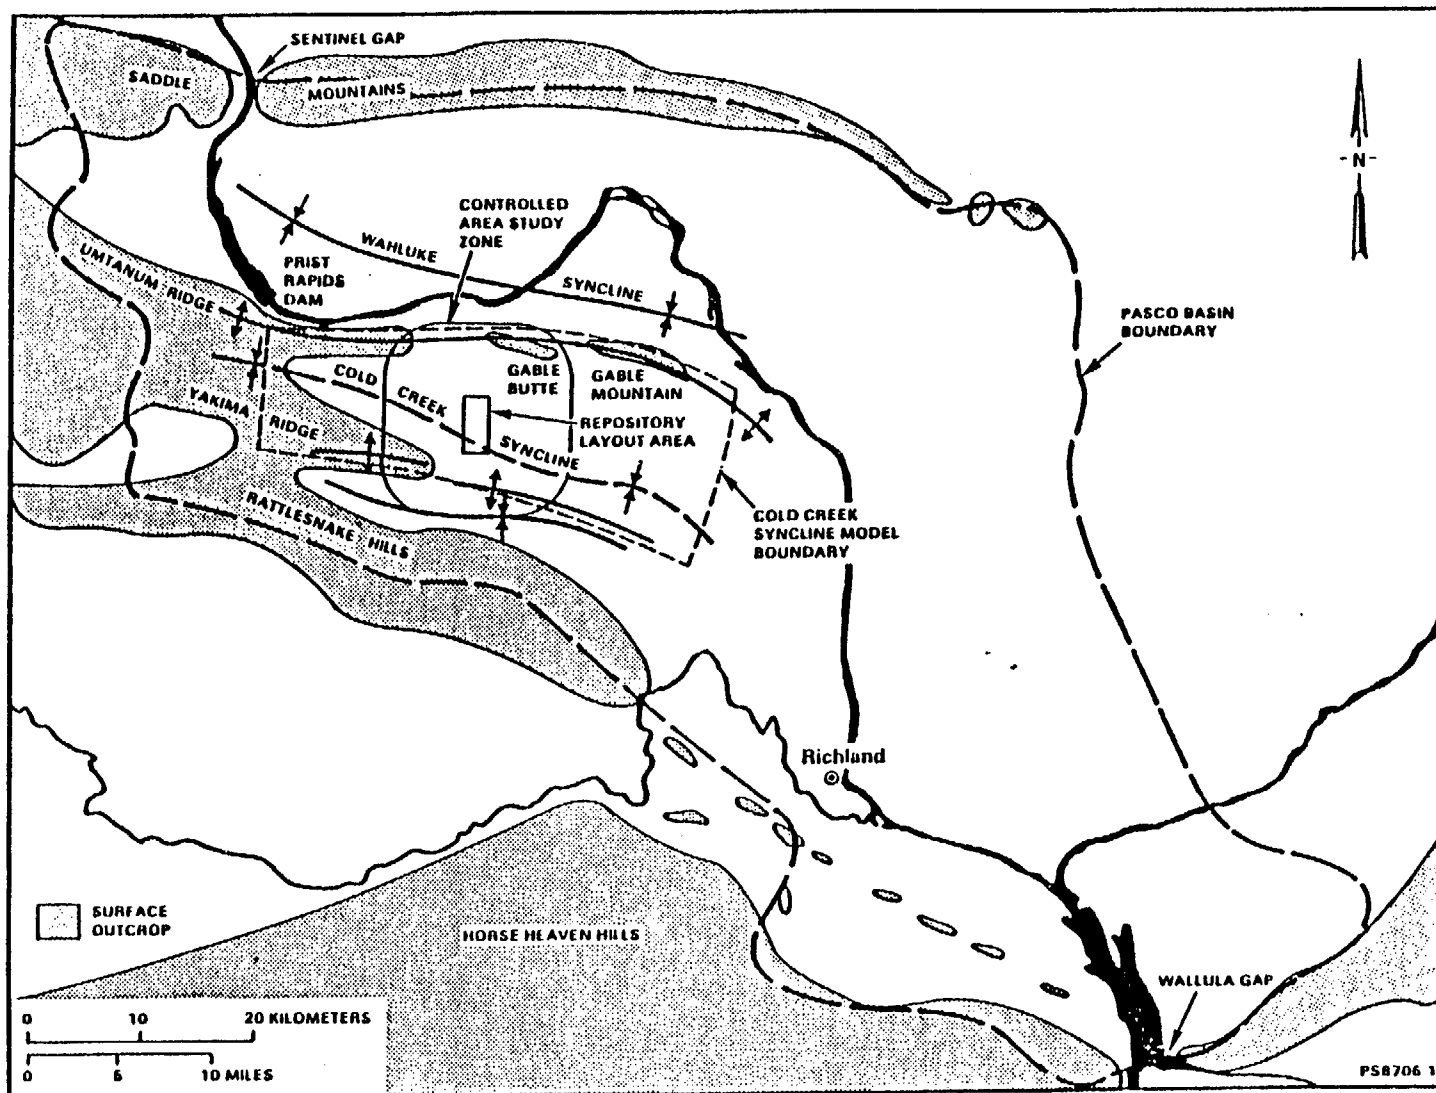 SENTINEL GAP
SADDLE
MOUNTAINS
- N -
CONTROLLED
AREA STUDY
ZONE
WAHLUKE
SYNCLINE
UMTANUM RIDGE
PRIST
RAPIDS
DAM
PASCO BASIN
BOUNDARY
COLD CREEK
SYNCLINE
GABLE
BUTTE
GABLE
MOUNTAIN
YAKIMA
RIDGE
REPOSITORY
LAYOUT AREA
RATTLESNAKE
HILLS
COLD CREEK
SYNCLINE MODEL
BOUNDARY
Richland
SURFACE
OUTCROP
HORSE HEAVEN HILLS
WALLULA GAP
0 10 20 KILOMETERS
0 5 10 MILES
PS8706 1